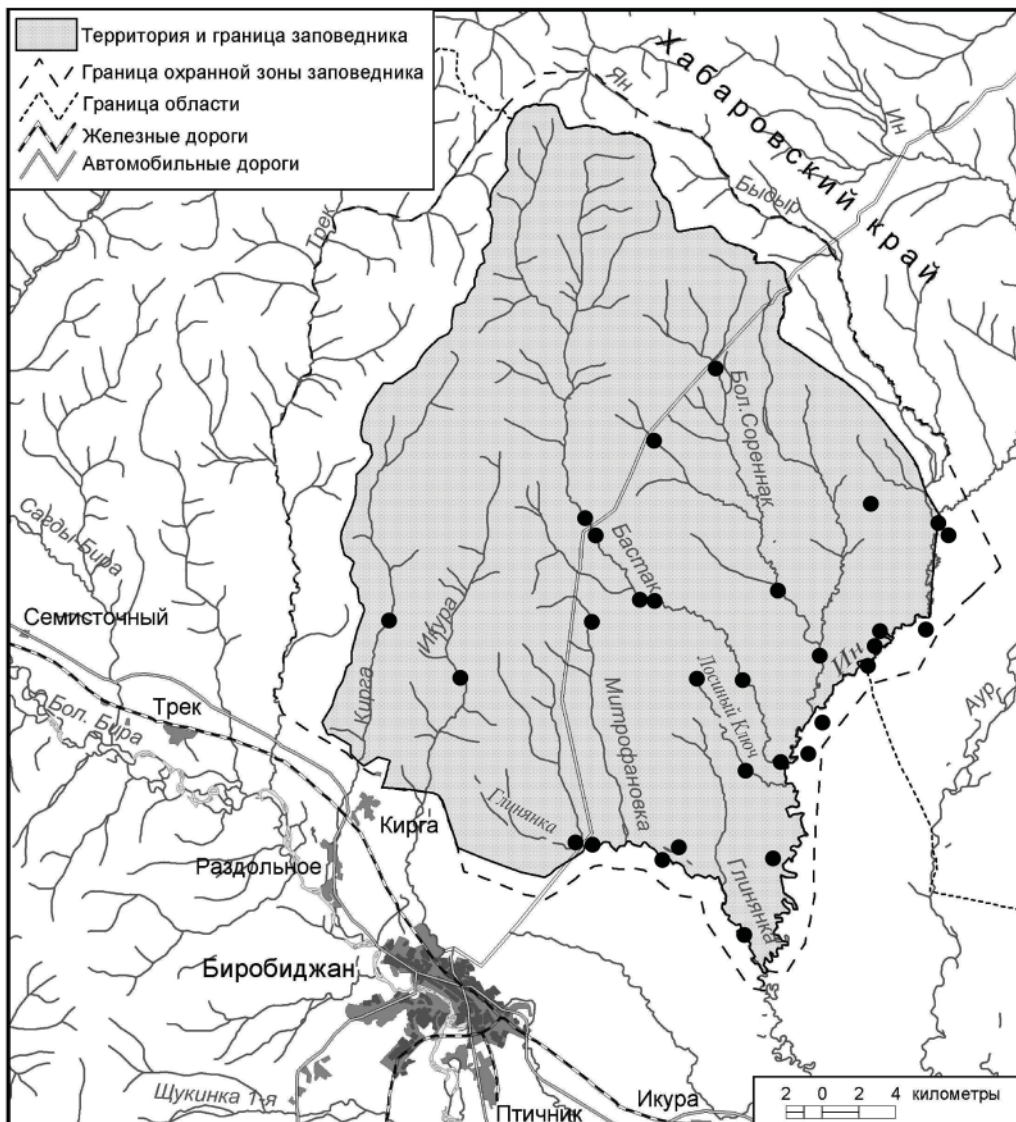 Территория и граница заповедника
Граница охранной зоны заповедника
Граница области
Железные дороги
Автомобильные дороги
Хабаровский край
Ян
Ин
Быдыр
Трек
Бол.Сореннак
Бастак
Сагды-Бира
Семисточный
Икура
Кирга
Трек
Бол. Бира
Митрофановка
Лосиный Ключ
Ин
Аур
Глинянка
Кирга
Раздольное
Глинянка
Биробиджан
Щукинка 1-я
Птичник
Икура
2 0 2 4 километры